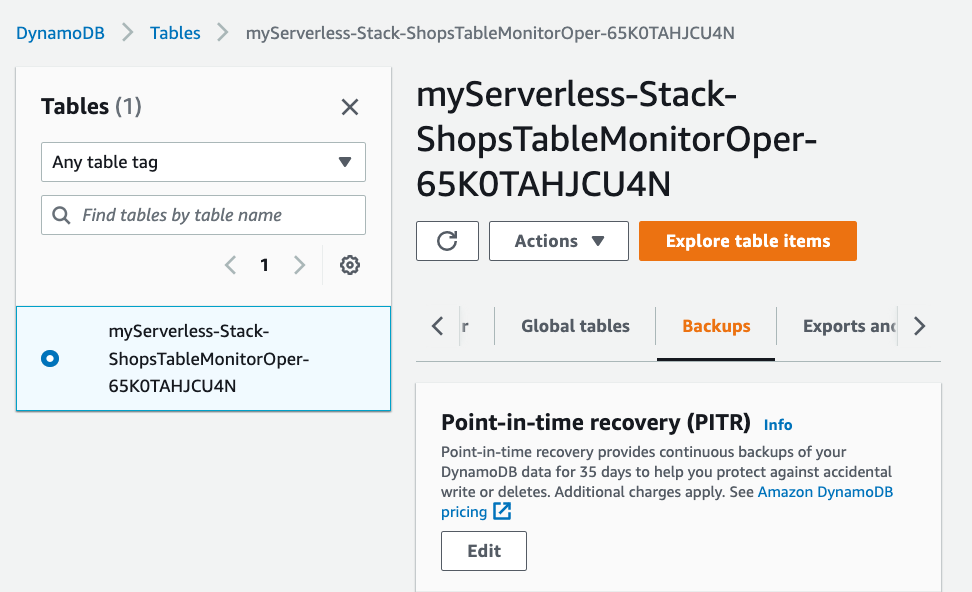 DynamoDB > Tables > myServerless-Stack-ShopsTableMonitorOper-65K0TAHJCU4N
Tables (1)
Any table tag
Find tables by table name
1
myServerless-Stack-
ShopsTableMonitorOper-
65K0TAHJCU4N
myServerless-Stack-
ShopsTableMonitorOper-
65K0TAHJCU4N
Actions
Explore table items
r Global tables Backups Exports and
Point-in-time recovery (PITR) Info
Point-in-time recovery provides continuous backups of your
DynamoDB data for 35 days to help you protect against accidental
write or deletes. Additional charges apply. See Amazon DynamoDB
pricing
Edit